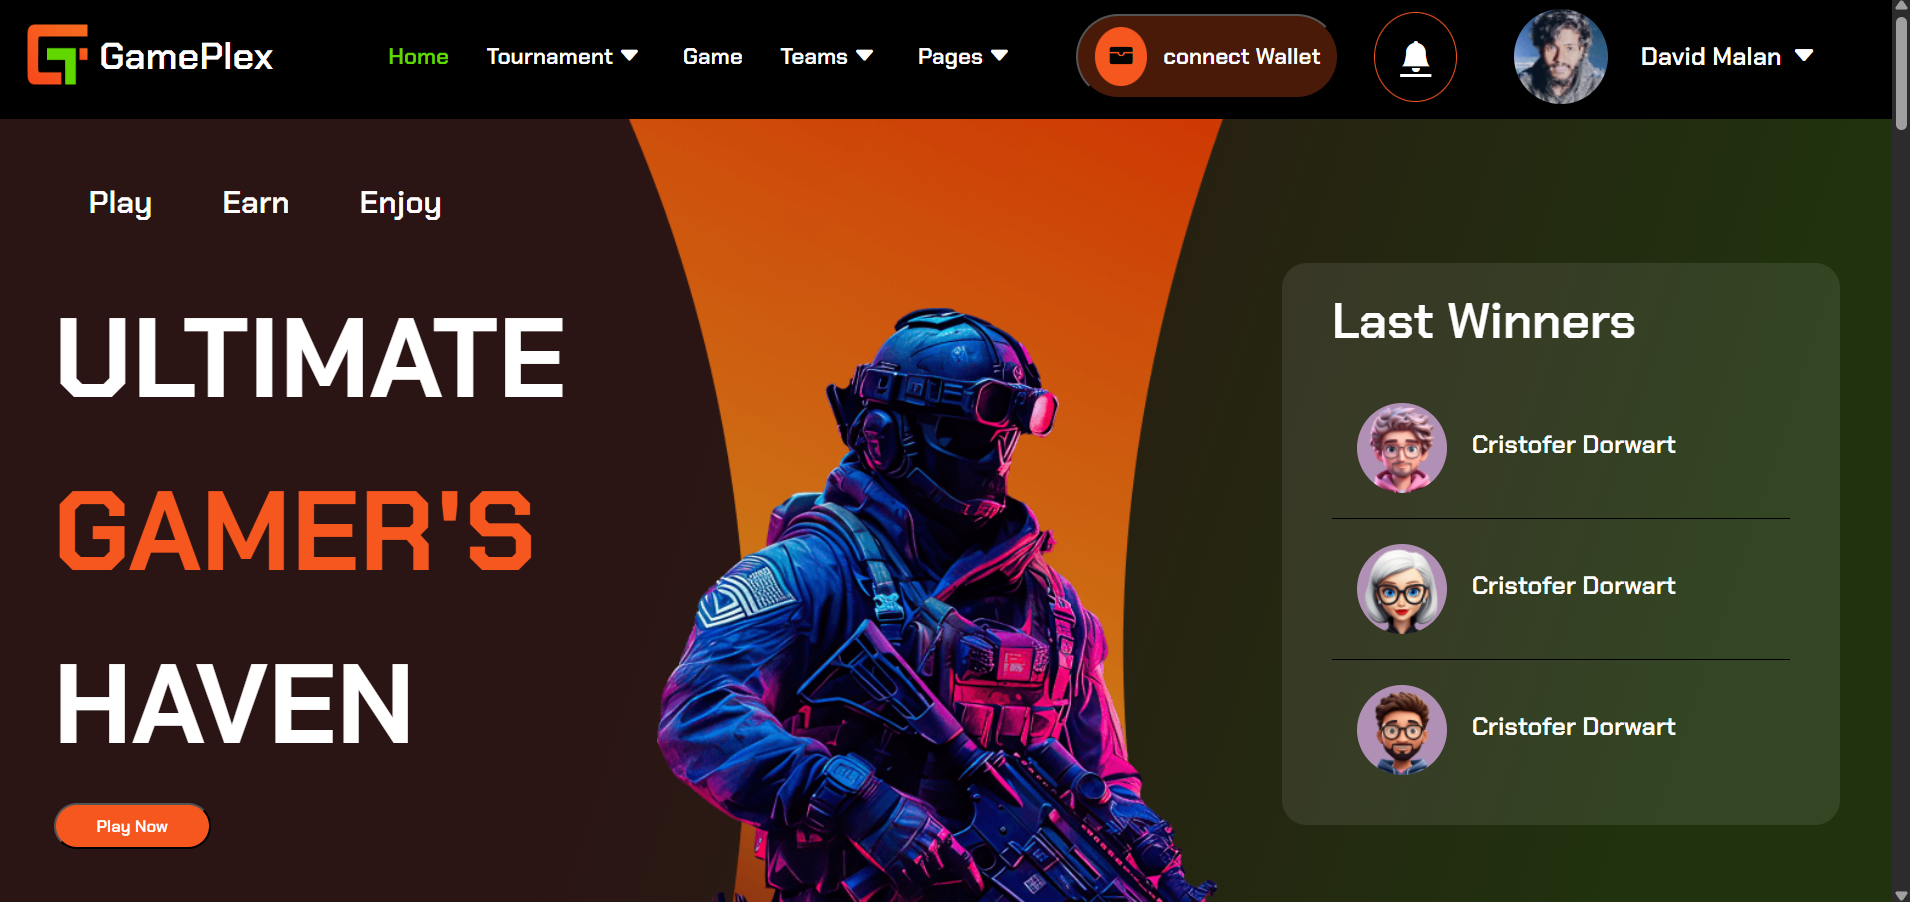 GamePlex
Home Tournament Game Teams Pages connect Wallet David Malan
Play Earn Enjoy
ULTIMATE
GAMER'S
HAVEN
Play Now
Last Winners
Cristofer Dorwart
Cristofer Dorwart
Cristofer Dorwart